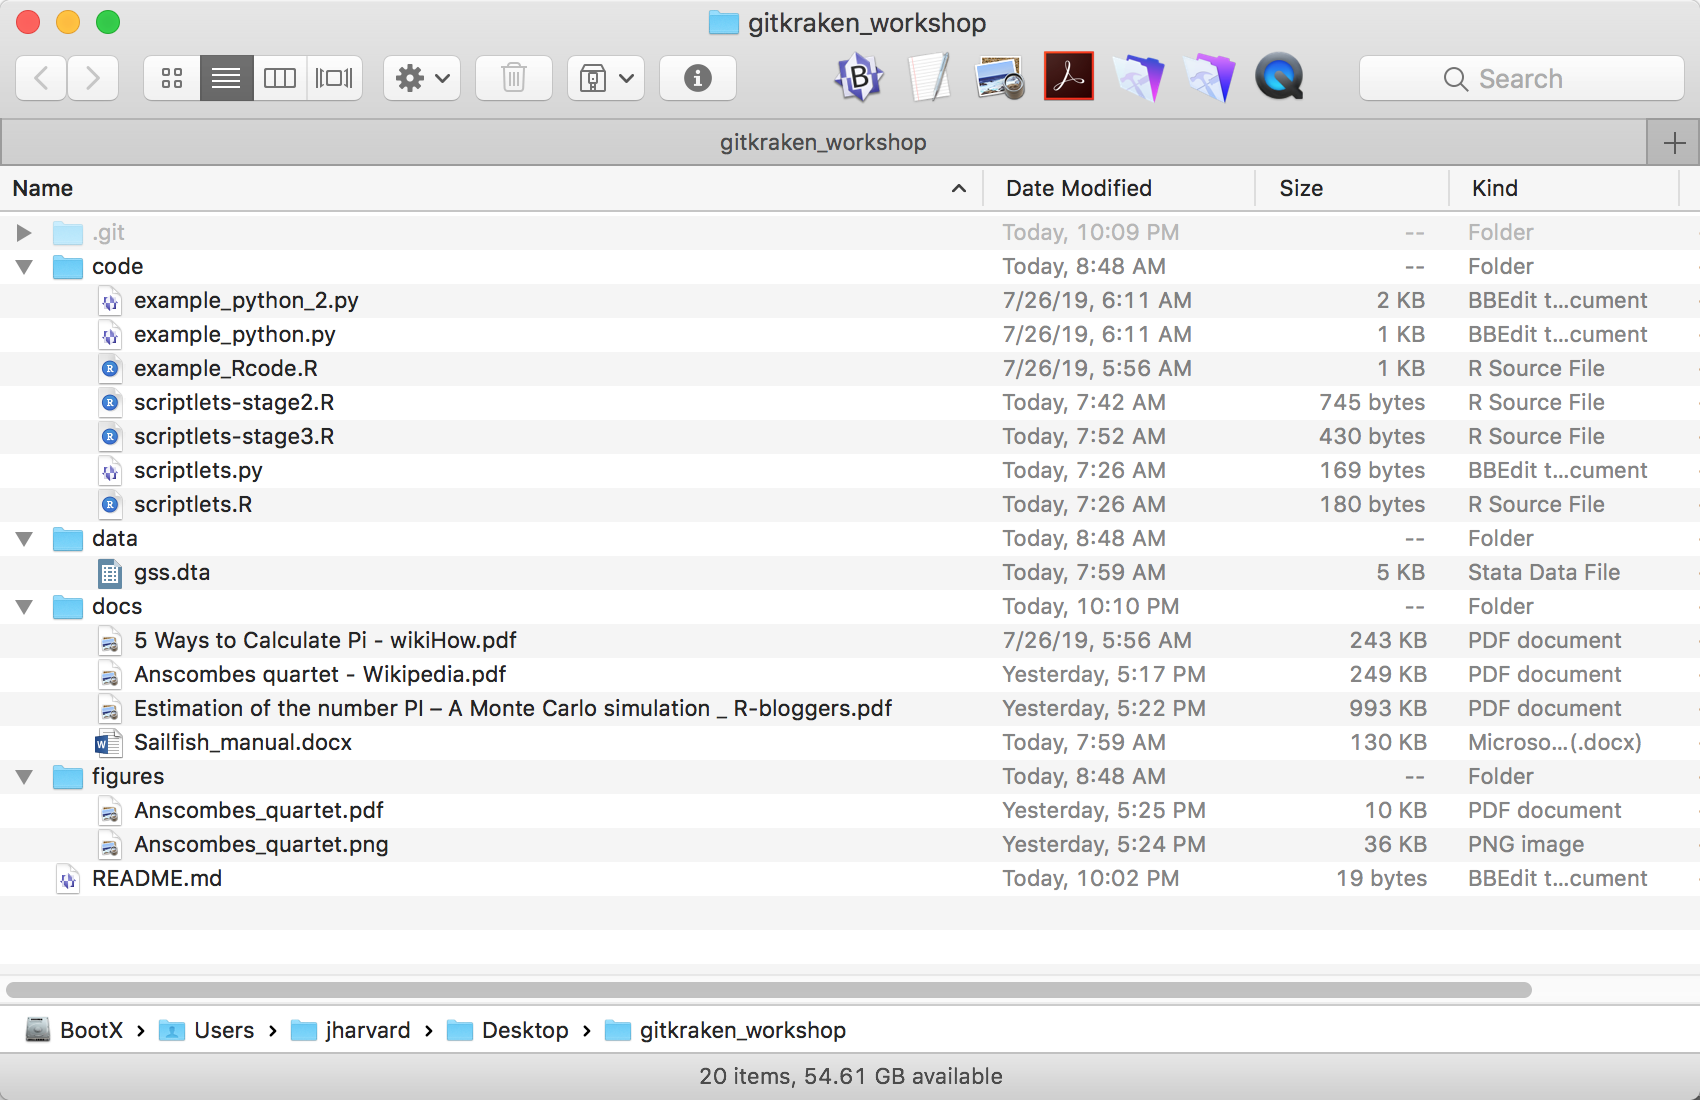 gitkraken_workshop
Search
gitkraken_workshop
Name Date Modified Size Kind
.git Today, 10:09 PM -- Folder
code Today, 8:48 AM -- Folder
example_python_2.py 7/26/19, 6:11 AM 2 KB BBEdit t...cument
example_python.py 7/26/19, 6:11 AM 1 KB BBEdit t...cument
example_Rcode.R 7/26/19, 5:56 AM 1 KB R Source File
scriptlets-stage2.R Today, 7:42 AM 745 bytes R Source File
scriptlets-stage3.R Today, 7:52 AM 430 bytes R Source File
scriptlets.py Today, 7:26 AM 169 bytes BBEdit t...cument
scriptlets.R Today, 7:26 AM 180 bytes R Source File
data Today, 8:48 AM -- Folder
gss.dta Today, 7:59 AM 5 KB Stata Data File
docs Today, 10:10 PM -- Folder
5 Ways to Calculate Pi - wikiHow.pdf 7/26/19, 5:56 AM 243 KB PDF document
Anscombes quartet - Wikipedia.pdf Yesterday, 5:17 PM 249 KB PDF document
Estimation of the number PI – A Monte Carlo simulation _ R-bloggers.pdf Yesterday, 5:22 PM 993 KB PDF document
Sailfish_manual.docx Today, 7:59 AM 130 KB Microso...(.docx)
figures Today, 8:48 AM -- Folder
Anscombes_quartet.pdf Yesterday, 5:25 PM 10 KB PDF document
Anscombes_quartet.png Yesterday, 5:24 PM 36 KB PNG image
README.md Today, 10:02 PM 19 bytes BBEdit t...cument
BootX › Users › jharvard › Desktop › gitkraken_workshop
20 items, 54.61 GB available